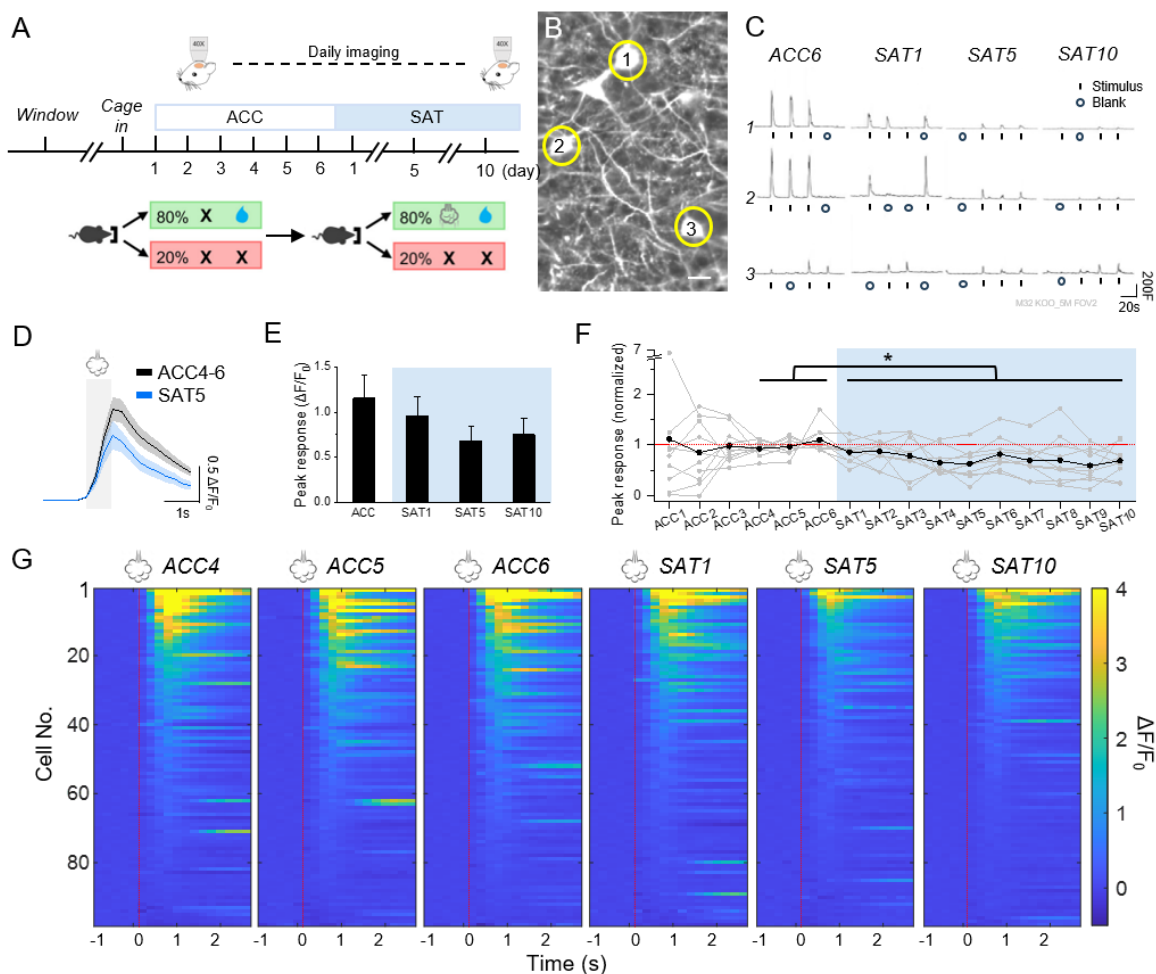 A
40X
Daily imaging
40X
Window
Cage in
ACC
SAT
1 2 3 4 5 6 1 5 10 (day)
80% X
20% X X
80%
20% X X
B
1
2
3
C
ACC6 SAT1 SAT5 SAT10
Stimulus
Blank
1
2
3
200F
20s
M32 KOO_5M FOV2
D
ACC4-6
SAT5
0.5 ΔF/F₀
1s
E
Peak response (ΔF/F₀)
1.5
1.0
0.5
0.0
ACC SAT1 SAT5 SAT10
F
Peak response (normalized)
7
2
1
0
*
ACC1 ACC2 ACC3 ACC4 ACC5 ACC6 SAT1 SAT2 SAT3 SAT4 SAT5 SAT6 SAT7 SAT8 SAT9 SAT10
G
ACC4 ACC5 ACC6 SAT1 SAT5 SAT10
Cell No.
1
20
40
60
80
-1 0 2 -1 0 2 -1 0 2 -1 0 2 -1 0 2 -1 0 2
Time (s)
4
3
2
1
0
ΔF/F₀